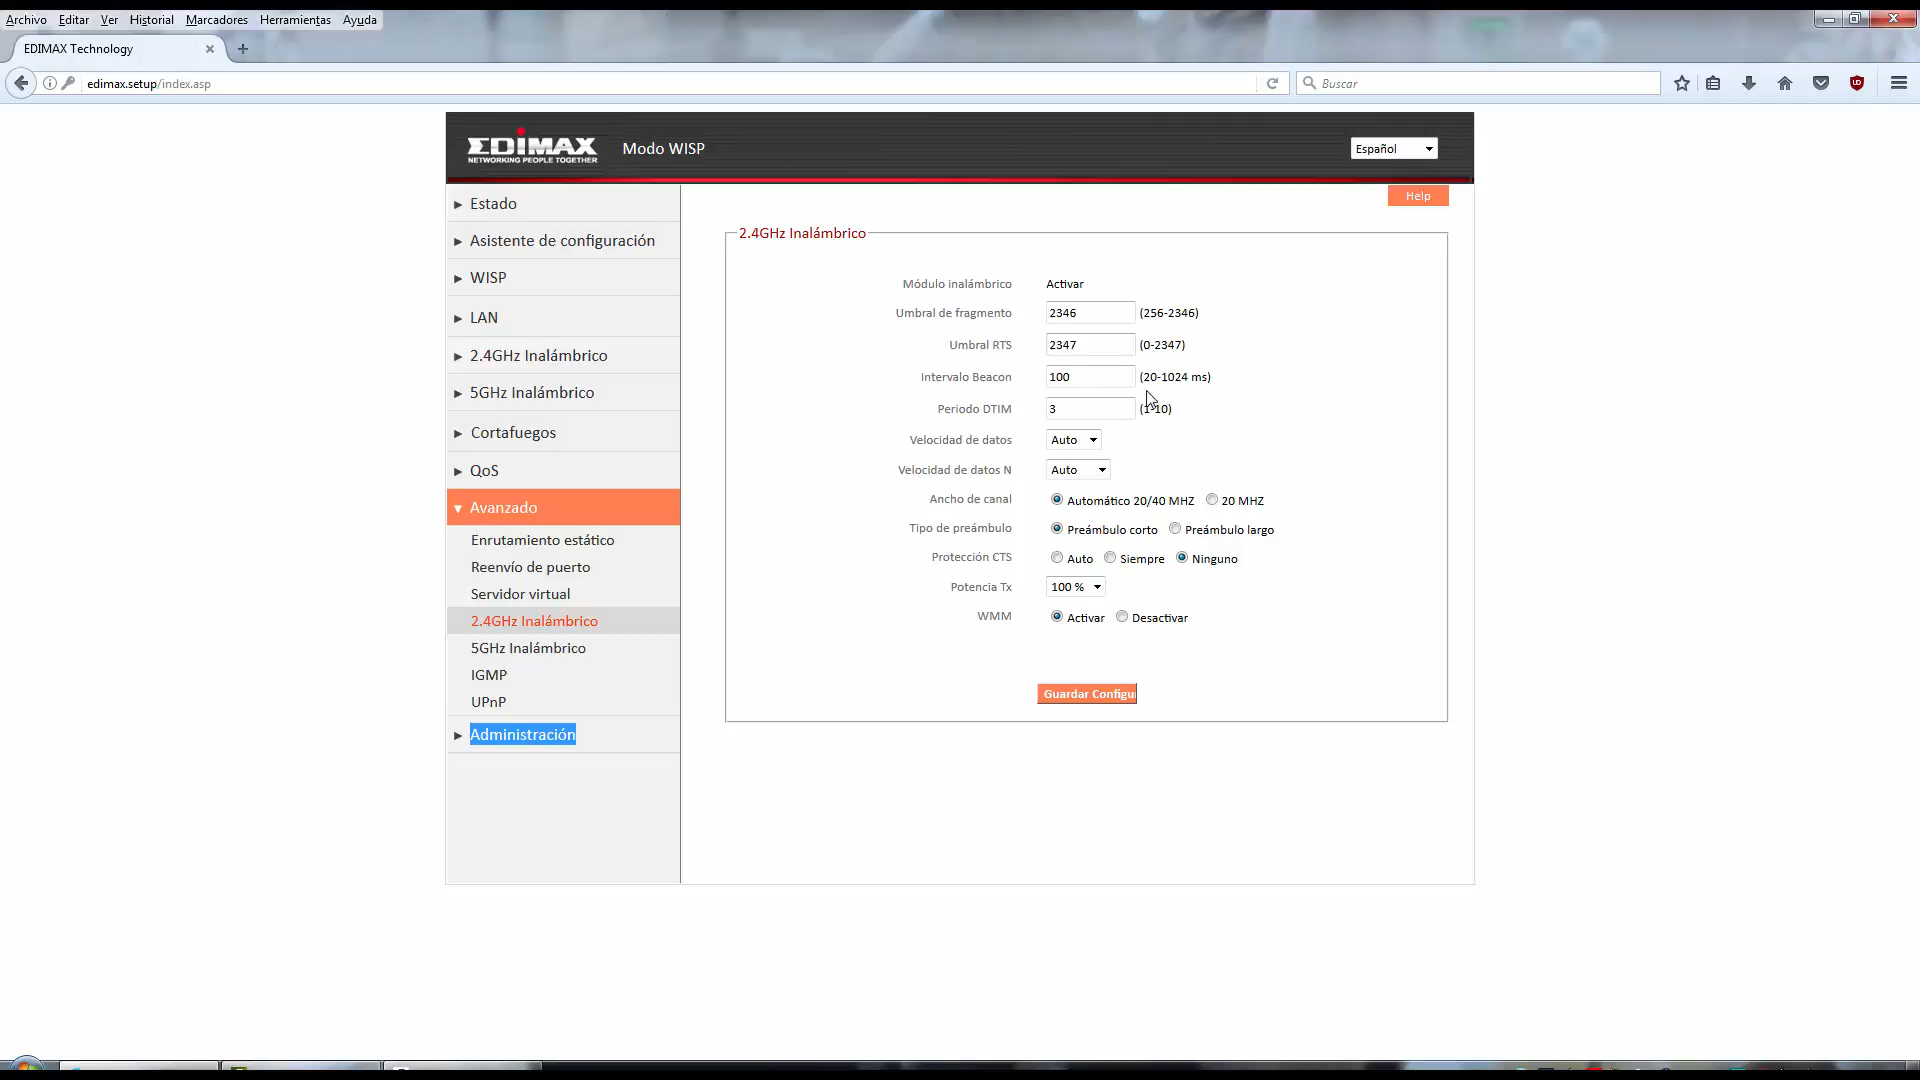 Archivo Editar Ver Historial Marcadores Herramientas Ayuda
EDIMAX Technology
edimax.setup/index.asp
Buscar
EDIMAX
NETWORKING PEOPLE TOGETHER
Modo WISP
Español
Help
Estado
Asistente de configuración
WISP
LAN
2.4GHz Inalámbrico
5GHz Inalámbrico
Cortafuegos
QoS
Avanzado
Enrutamiento estático
Reenvío de puerto
Servidor virtual
2.4GHz Inalámbrico
5GHz Inalámbrico
IGMP
UPnP
Administración
2.4GHz Inalámbrico
Módulo inalámbrico Activar
Umbral de fragmento 2346 (256-2346)
Umbral RTS 2347 (0-2347)
Intervalo Beacon 100 (20-1024 ms)
Periodo DTIM 3 (1-10)
Velocidad de datos Auto
Velocidad de datos N Auto
Ancho de canal Automático 20/40 MHZ 20 MHZ
Tipo de preámbulo Preámbulo corto Preámbulo largo
Protección CTS Auto Siempre Ninguno
Potencia Tx 100 %
WMM Activar Desactivar
Guardar Configu